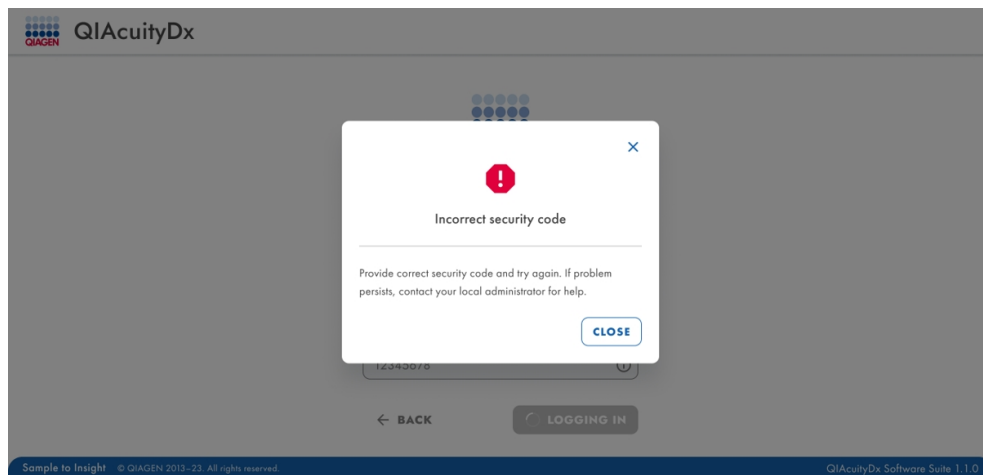 QIAGEN
QIAcuityDx
Incorrect security code
Provide correct security code and try again. If problem
persists, contact your local administrator for help.
CLOSE
12345678
BACK
LOGGING IN
Sample to Insight © QIAGEN 2013–23. All rights reserved.
QIAcuityDx Software Suite 1.1.0